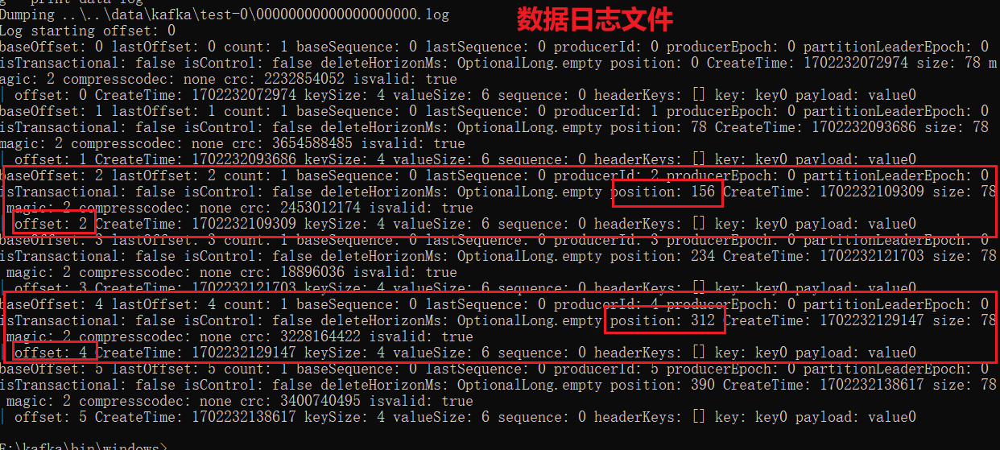 print data log
数据日志文件
Dumping ..\..\data\kafka\test-0\00000000000000000000.log
Log starting offset: 0
baseOffset: 0 lastOffset: 0 count: 1 baseSequence: 0 lastSequence: 0 producerId: 0 producerEpoch: 0 partitionLeaderEpoch: 0
isTransactional: false isControl: false deleteHorizonMs: OptionalLong.empty position: 0 CreateTime: 1702232072974 size: 78 m
agic: 2 compresscodec: none crc: 2232854052 isvalid: true
| offset: 0 CreateTime: 1702232072974 keySize: 4 valueSize: 6 sequence: 0 headerKeys: [] key: key0 payload: value0
baseOffset: 1 lastOffset: 1 count: 1 baseSequence: 0 lastSequence: 0 producerId: 1 producerEpoch: 0 partitionLeaderEpoch: 0
isTransactional: false isControl: false deleteHorizonMs: OptionalLong.empty position: 78 CreateTime: 1702232093686 size: 78
magic: 2 compresscodec: none crc: 3654588485 isvalid: true
| offset: 1 CreateTime: 1702232093686 keySize: 4 valueSize: 6 sequence: 0 headerKeys: [] key: key0 payload: value0
baseOffset: 2 lastOffset: 2 count: 1 baseSequence: 0 lastSequence: 0 producerId: 2 producerEpoch: 0 partitionLeaderEpoch: 0
isTransactional: false isControl: false deleteHorizonMs: OptionalLong.empty position: 156 CreateTime: 1702232109309 size: 78
magic: 2 compresscodec: none crc: 2453012174 isvalid: true
| offset: 2 CreateTime: 1702232109309 keySize: 4 valueSize: 6 sequence: 0 headerKeys: [] key: key0 payload: value0
baseOffset: 3 lastOffset: 3 count: 1 baseSequence: 0 lastSequence: 0 producerId: 3 producerEpoch: 0 partitionLeaderEpoch: 0
isTransactional: false isControl: false deleteHorizonMs: OptionalLong.empty position: 234 CreateTime: 1702232121703 size: 78
magic: 2 compresscodec: none crc: 18896036 isvalid: true
| offset: 3 CreateTime: 1702232121703 keySize: 4 valueSize: 6 sequence: 0 headerKeys: [] key: key0 payload: value0
baseOffset: 4 lastOffset: 4 count: 1 baseSequence: 0 lastSequence: 0 producerId: 4 producerEpoch: 0 partitionLeaderEpoch: 0
isTransactional: false isControl: false deleteHorizonMs: OptionalLong.empty position: 312 CreateTime: 1702232129147 size: 78
magic: 2 compresscodec: none crc: 3228164422 isvalid: true
| offset: 4 CreateTime: 1702232129147 keySize: 4 valueSize: 6 sequence: 0 headerKeys: [] key: key0 payload: value0
baseOffset: 5 lastOffset: 5 count: 1 baseSequence: 0 lastSequence: 0 producerId: 5 producerEpoch: 0 partitionLeaderEpoch: 0
isTransactional: false isControl: false deleteHorizonMs: OptionalLong.empty position: 390 CreateTime: 1702232138617 size: 78
magic: 2 compresscodec: none crc: 3400740495 isvalid: true
| offset: 5 CreateTime: 1702232138617 keySize: 4 valueSize: 6 sequence: 0 headerKeys: [] key: key0 payload: value0
E:\kafka\bin\windows>